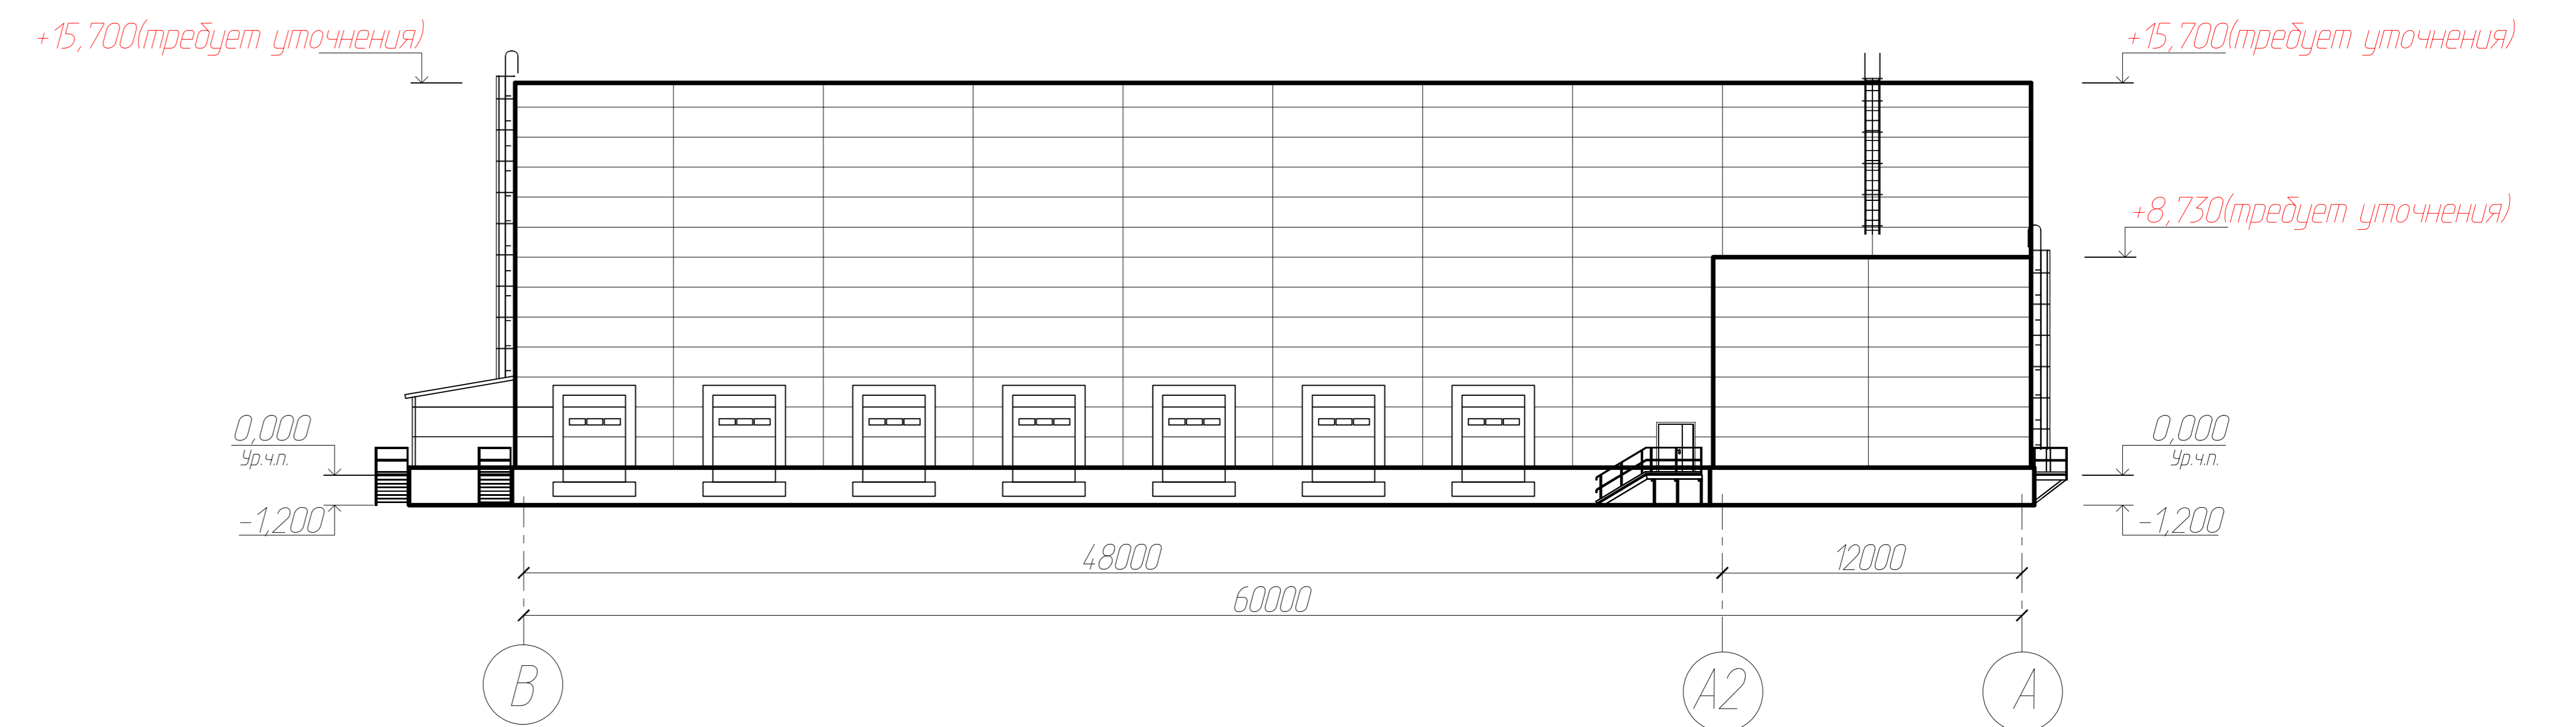 +15,700(требует уточнения)
+15,700(требует уточнения)
+8,730(требует уточнения)
0,000
Ур.ч.п.
0,000
Ур.ч.п.
-1,200
-1,200
48000
12000
60000
В
А2
А